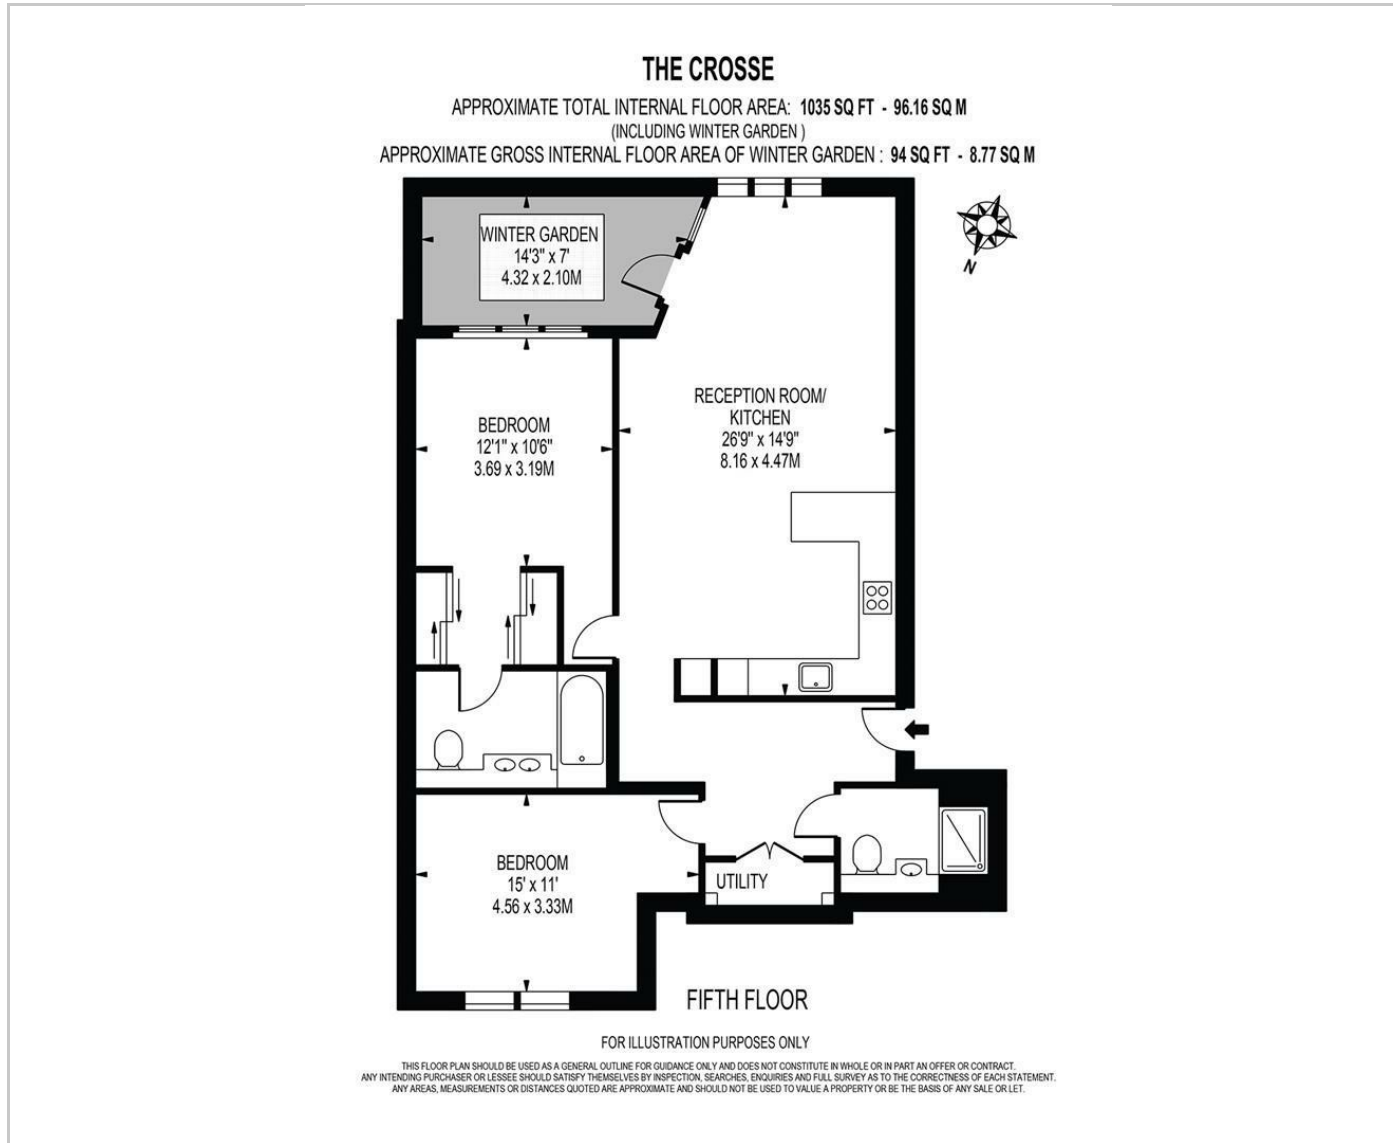 THE CROSSE
APPROXIMATE TOTAL INTERNAL FLOOR AREA: 1035 SQ FT - 96.16 SQ M
(INCLUDING WINTER GARDEN )
APPROXIMATE GROSS INTERNAL FLOOR AREA OF WINTER GARDEN : 94 SQ FT - 8.77 SQ M
N
WINTER GARDEN
14'3" x 7'
4.32 x 2.10M
BEDROOM
12'1" x 10'6"
3.69 x 3.19M
RECEPTION ROOM/
KITCHEN
26'9" x 14'9"
8.16 x 4.47M
BEDROOM
15' x 11'
4.56 x 3.33M
UTILITY
FIFTH FLOOR
FOR ILLUSTRATION PURPOSES ONLY
THIS FLOOR PLAN SHOULD BE USED AS A GENERAL OUTLINE FOR GUIDANCE ONLY AND DOES NOT CONSTITUTE IN WHOLE OR IN PART AN OFFER OR CONTRACT.
ANY INTENDING PURCHASER OR LESSEE SHOULD SATISFY THEMSELVES BY INSPECTION, SEARCHES, ENQUIRIES AND FULL SURVEY AS TO THE CORRECTNESS OF EACH STATEMENT.
ANY AREAS, MEASUREMENTS OR DISTANCES QUOTED ARE APPROXIMATE AND SHOULD NOT BE USED TO VALUE A PROPERTY OR BE THE BASIS OF ANY SALE OR LET.